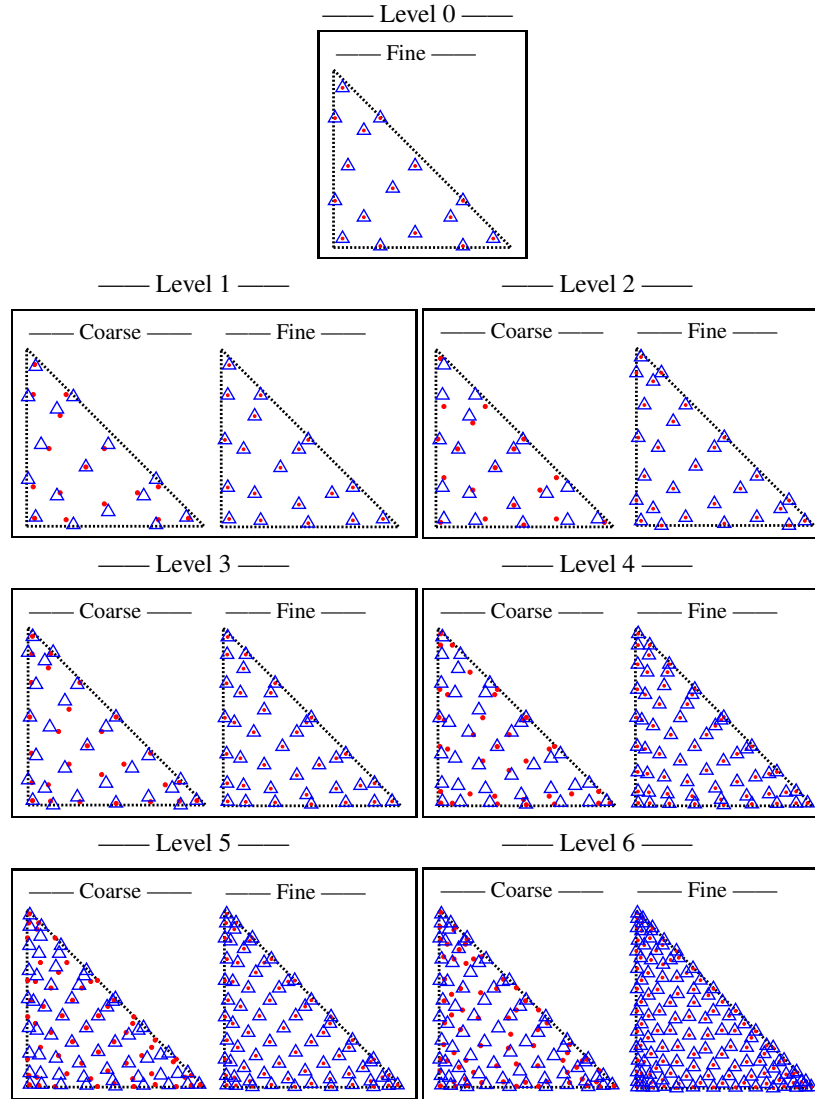 —— Level 0 ——
—— Fine ——
—— Level 1 ——
—— Level 2 ——
—— Coarse ——
—— Fine ——
—— Coarse ——
—— Fine ——
—— Level 3 ——
—— Level 4 ——
—— Coarse ——
—— Fine ——
—— Coarse ——
—— Fine ——
—— Level 5 ——
—— Level 6 ——
—— Coarse ——
—— Fine ——
—— Coarse ——
—— Fine ——